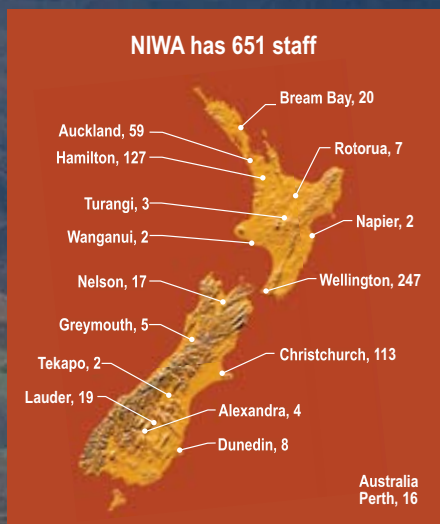 NIWA has 651 staff
Bream Bay, 20
Auckland, 59
Hamilton, 127
Rotorua, 7
Turangi, 3
Napier, 2
Wanganui, 2
Nelson, 17
Wellington, 247
Greymouth, 5
Christchurch, 113
Tekapo, 2
Lauder, 19
Alexandra, 4
Dunedin, 8
Australia
Perth, 16